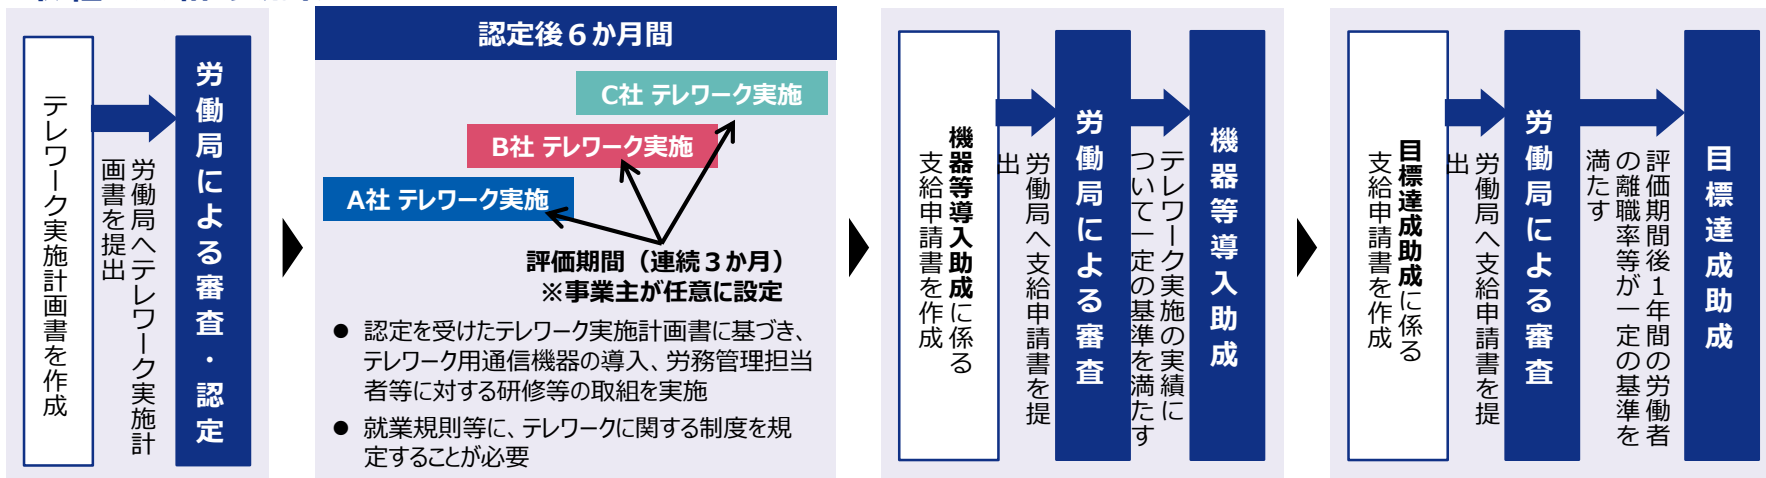 テレワーク実施計画書を作成
労働局へテレワーク実施計
画書を提出
労働局による審査・認定
認定後６か月間
C社 テレワーク実施
B社 テレワーク実施
A社 テレワーク実施
評価期間（連続３か月）
※事業主が任意に設定
● 認定を受けたテレワーク実施計画書に基づき、
テレワーク用通信機器の導入、労務管理担当
者等に対する研修等の取組を実施
● 就業規則等に、テレワークに関する制度を規
定することが必要
機器等導入助成に係る
支給申請書を作成
労働局へ支給申請書を提
出
労働局による審査
テレワーク実施の実績に
ついて一定の基準を満たす
機器等導入助成
目標達成助成に係る
支給申請書を作成
労働局へ支給申請書を提
出
労働局による審査
評価期間後１年間の労働者
の離職率等が一定の基準を
満たす
目標達成助成